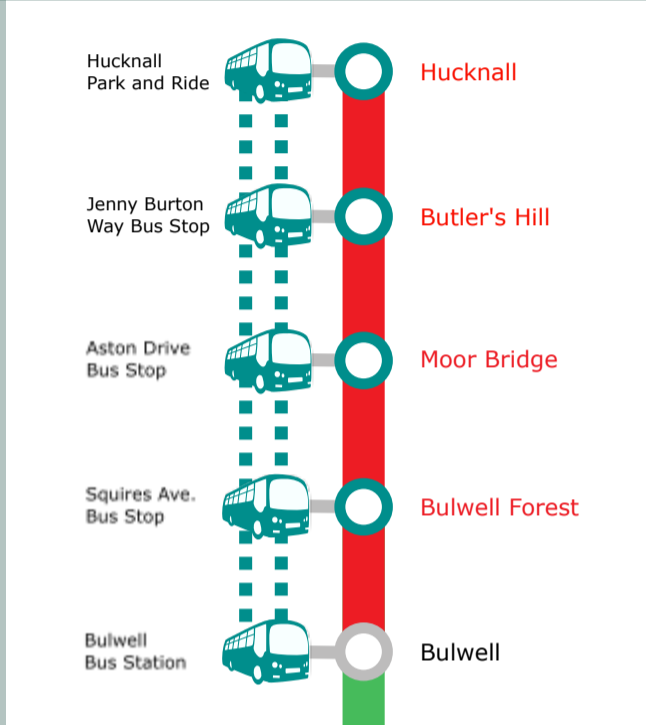 Hucknall
Park and Ride
Hucknall
Jenny Burton
Way Bus Stop
Butler's Hill
Aston Drive
Bus Stop
Moor Bridge
Squires Ave.
Bus Stop
Bulwell Forest
Bulwell
Bus Station
Bulwell